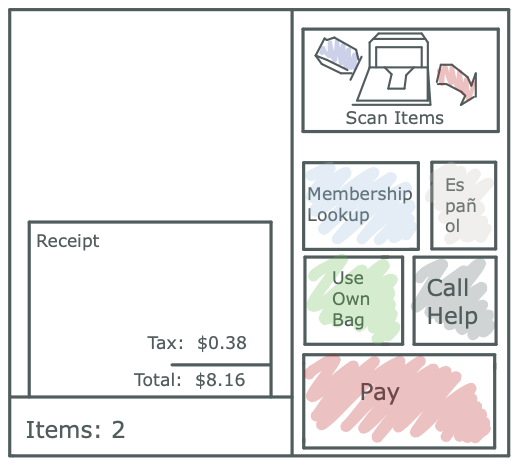 Receipt
Tax: $0.38
Total: $8.16
Items: 2
Scan Items
Membership
Lookup
Es
pañ
ol
Use
Own
Bag
Call
Help
Pay